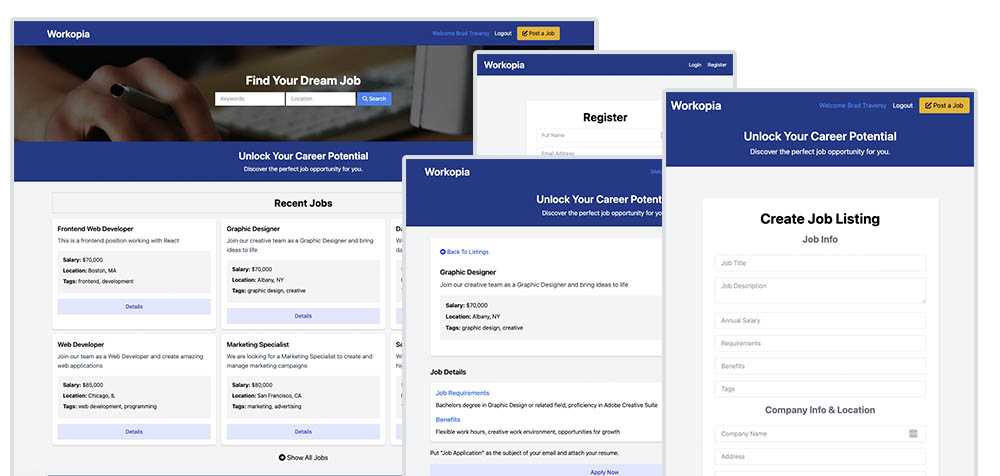 Workopia
Welcome Brad Traversy Logout Post a Job
Find Your Dream Job
Keywords Location Search
Unlock Your Career Potential
Discover the perfect job opportunity for you.
Recent Jobs
Frontend Web Developer
This is a frontend position working with React
Salary: $70,000
Location: Boston, MA
Tags: frontend, development
Details
Graphic Designer
Join our creative team as a Graphic Designer and bring
ideas to life
Salary: $70,000
Location: Albany, NY
Tags: graphic design, creative
Details
Web Developer
Join our team as a Web Developer and create amazing
web applications
Salary: $85,000
Location: Chicago, IL
Tags: web development, programming
Details
Marketing Specialist
We are looking for a Marketing Specialist to create and
manage marketing campaigns
Salary: $80,000
Location: San Francisco, CA
Tags: marketing, advertising
Details
Show All Jobs
Workopia
Login Register
Register
Full Name
Email Address
Workopia
Unlock Your Career Potent
Discover the perfect job opportunity for yo
Back To Listings
Graphic Designer
Join our creative team as a Graphic Designer and bring ideas to life
Salary: $70,000
Location: Albany, NY
Tags: graphic design, creative
Job Details
Job Requirements
Bachelors degree in Graphic Design or related field, proficiency in Adobe Creative Suite
Benefits
Flexible work hours, creative work environment, opportunities for growth
Put "Job Application" as the subject of your email and attach your resume.
Apply Now
Workopia
Welcome Brad Traversy Logout Post a Job
Unlock Your Career Potential
Discover the perfect job opportunity for you.
Create Job Listing
Job Info
Job Title
Job Description
Annual Salary
Requirements
Benefits
Tags
Company Info & Location
Company Name
Address